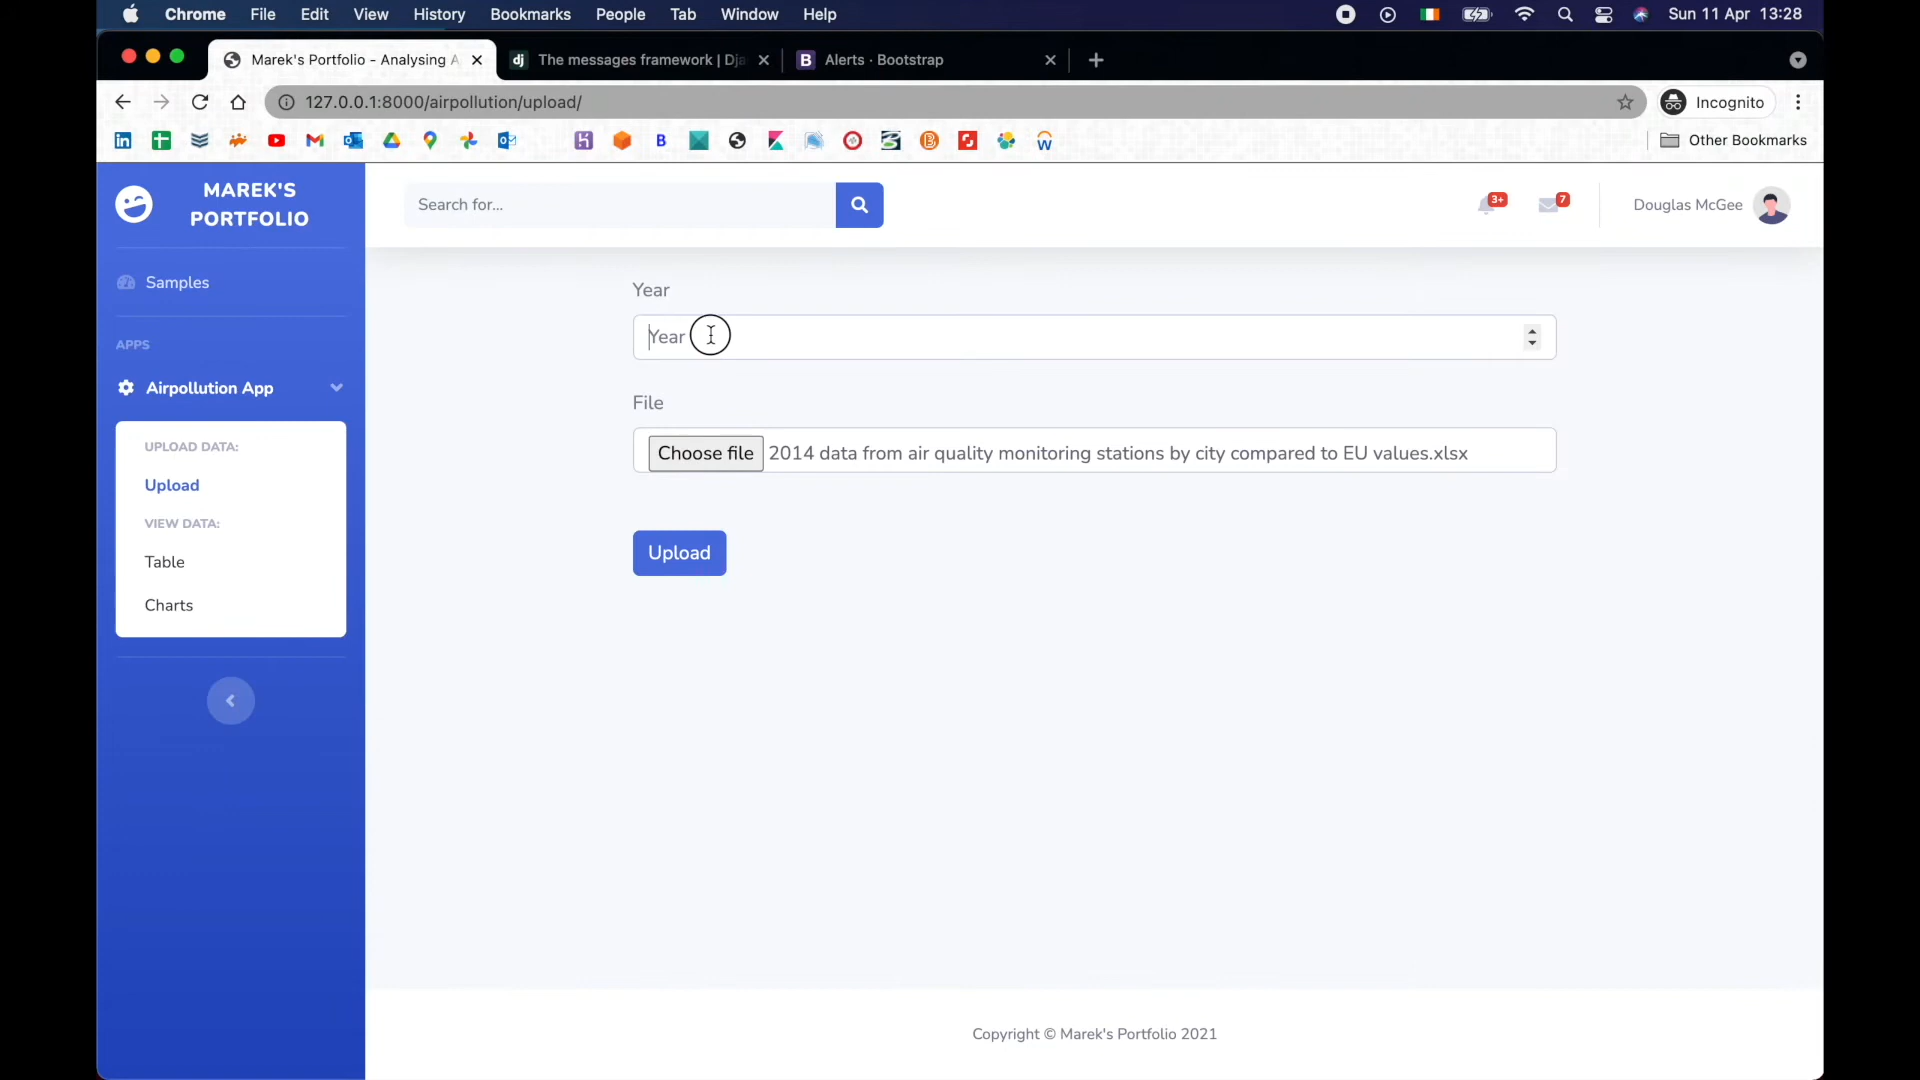 Chrome File Edit View History Bookmarks People Tab Window Help Sun 11 Apr 13:28
Marek's Portfolio - Analysing A The messages framework | Dja Alerts · Bootstrap
127.0.0.1:8000/airpollution/upload/ Incognito
Other Bookmarks
MAREK'S
PORTFOLIO
Search for...
3+
7
Douglas McGee
Samples
APPS
Airpollution App
UPLOAD DATA:
Upload
VIEW DATA:
Table
Charts
Year
Year
File
Choose file 2014 data from air quality monitoring stations by city compared to EU values.xlsx
Upload
Copyright © Marek's Portfolio 2021